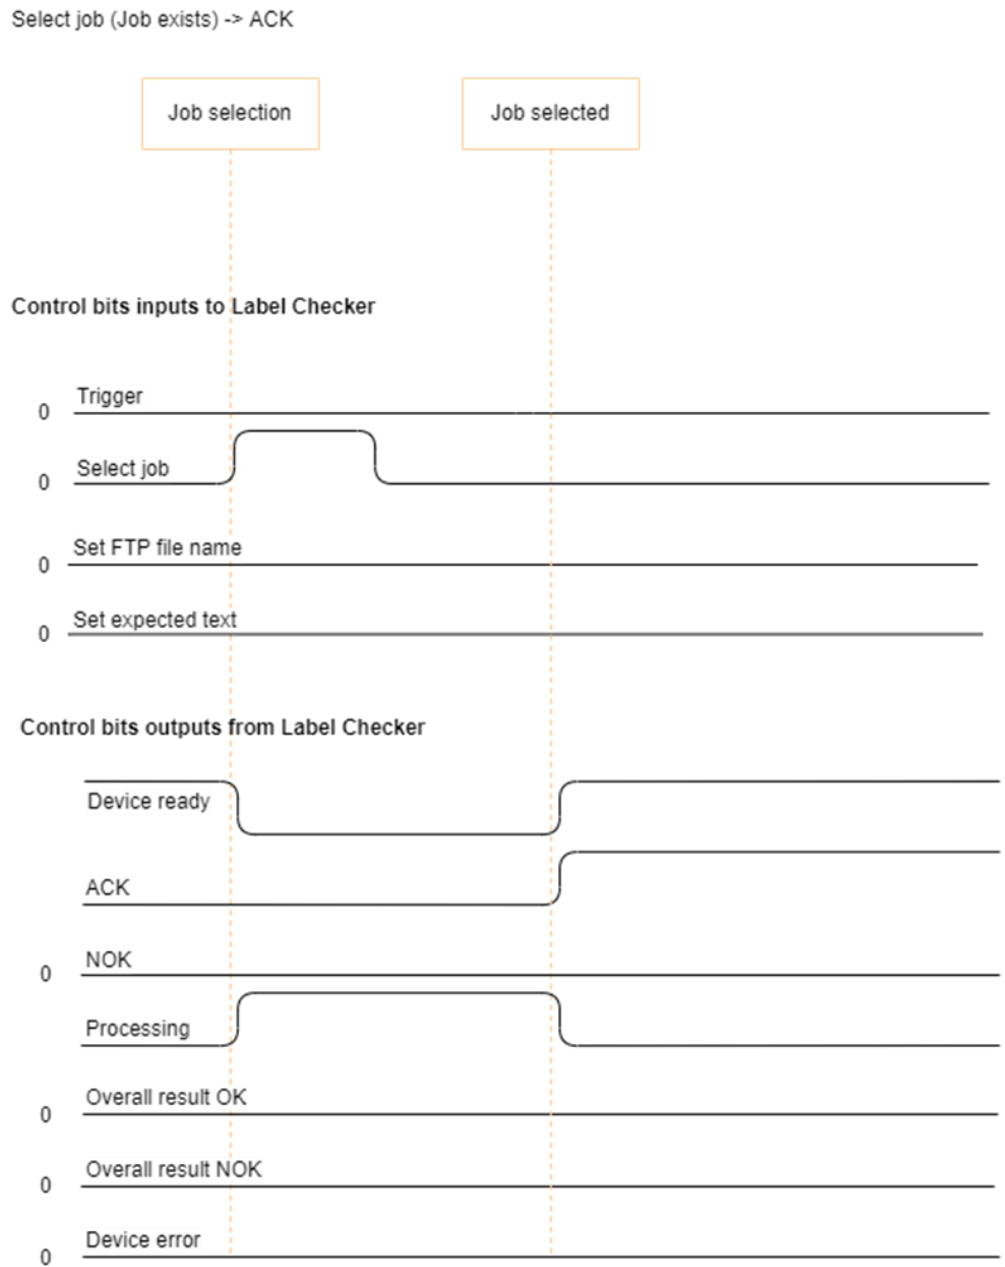 Select job (Job exists) -> ACK
Job selection
Job selected
Control bits inputs to Label Checker
Trigger
0
Select job
0
Set FTP file name
0
Set expected text
0
Control bits outputs from Label Checker
Device ready
ACK
NOK
0
Processing
Overall result OK
0
Overall result NOK
0
Device error
0